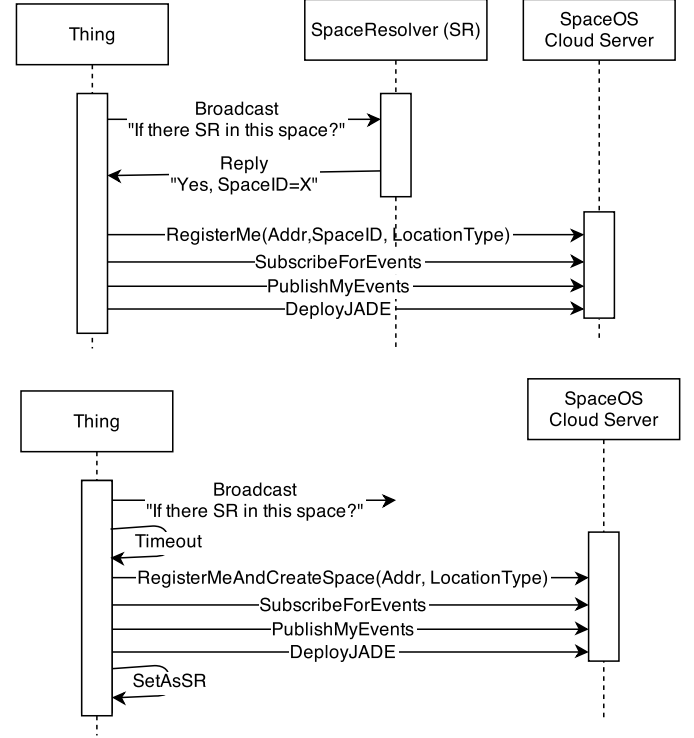 Thing
SpaceResolver (SR)
SpaceOS
Cloud Server
Broadcast
"If there SR in this space?"
Reply
"Yes, SpaceID=X"
RegisterMe(Addr,SpaceID, LocationType)
SubscribeForEvents
PublishMyEvents
DeployJADE
Thing
SpaceOS
Cloud Server
Broadcast
"If there SR in this space?"
Timeout
RegisterMeAndCreateSpace(Addr, LocationType)
SubscribeForEvents
PublishMyEvents
DeployJADE
SetAsSR